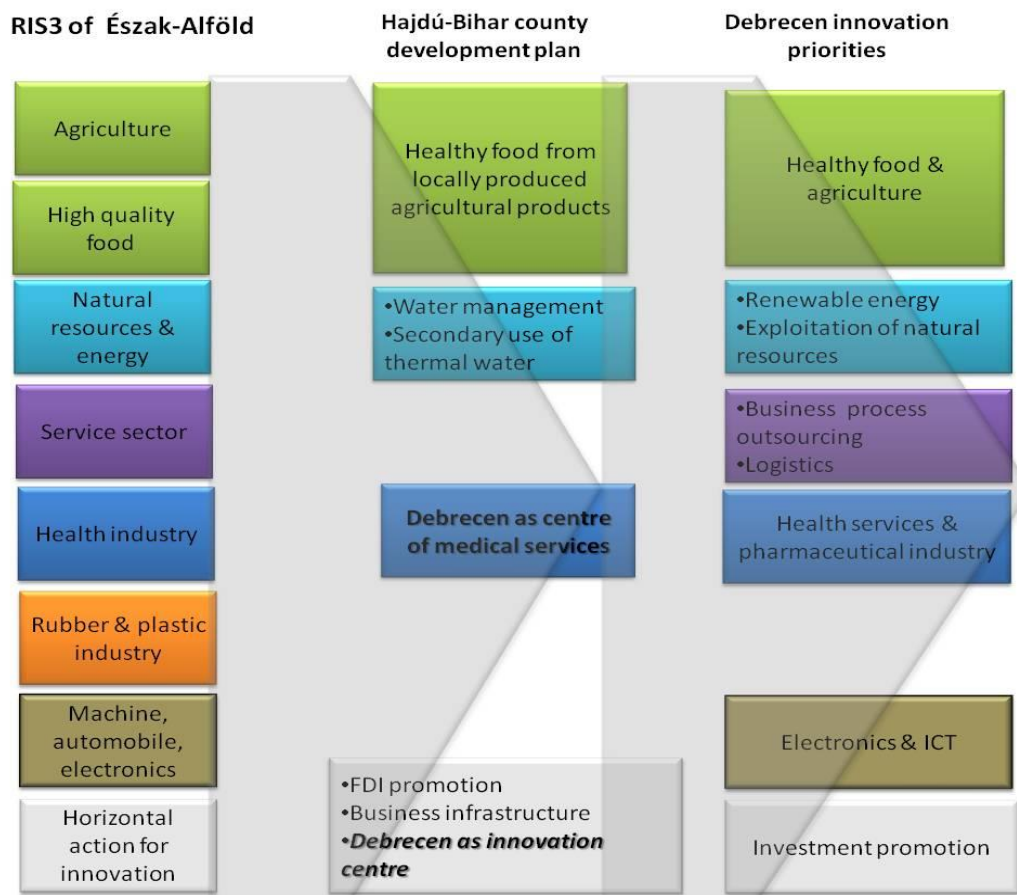 RIS3 of Észak-Alföld
Agriculture
High quality
food
Natural
resources &
energy
Service sector
Health industry
Rubber & plastic
industry
Machine,
automobile,
electronics
Horizontal
action for
innovation
Hajdú-Bihar county
development plan
Healthy food from
locally produced
agricultural products
•Water management
•Secondary use of
thermal water
Debrecen as centre
of medical services
•FDI promotion
•Business infrastructure
•Debrecen as innovation
centre
Debrecen innovation
priorities
Healthy food &
agriculture
•Renewable energy
•Exploitation of natural
resources
•Business process
outsourcing
•Logistics
Health services &
pharmaceutical industry
Electronics & ICT
Investment promotion